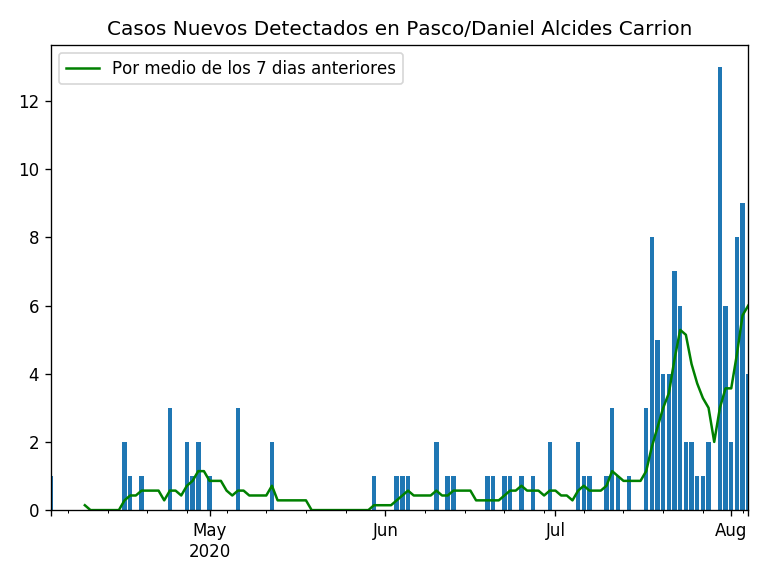 Casos Nuevos Detectados en Pasco/Daniel Alcides Carrion
Por medio de los 7 dias anteriores
12
10
8
6
4
2
0
May Jun Jul Aug
2020